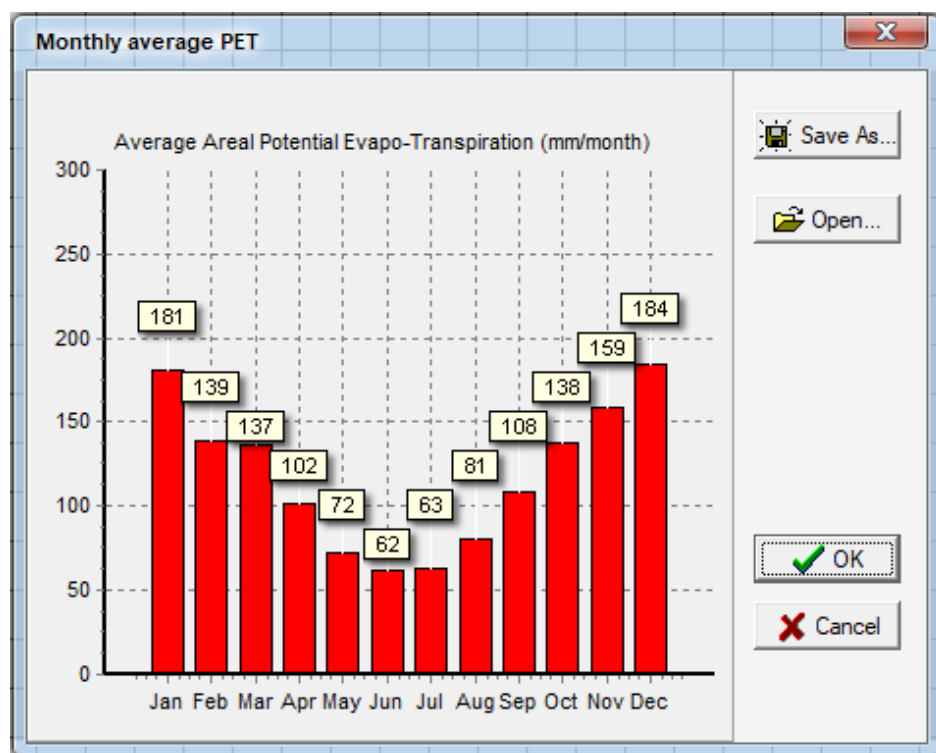 Monthly average PET
Average Areal Potential Evapo-Transpiration (mm/month)
300
250
200
150
100
50
0
181
139
137
102
72
62
63
81
108
138
159
184
Jan Feb Mar Apr May Jun Jul Aug Sep Oct Nov Dec
Save As...
Open...
OK
Cancel